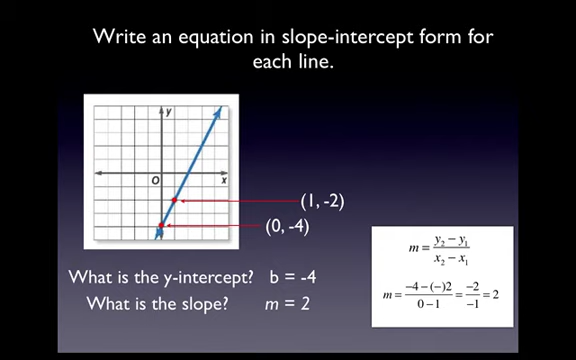 Write an equation in slope-intercept form for
each line.
y
O
x
(1, -2)
(0, -4)
What is the y-intercept? b = -4
What is the slope? m = 2
m = y₂ − y₁ / x₂ − x₁
m = −4 − (−)2 / 0 − 1 = −2 / −1 = 2